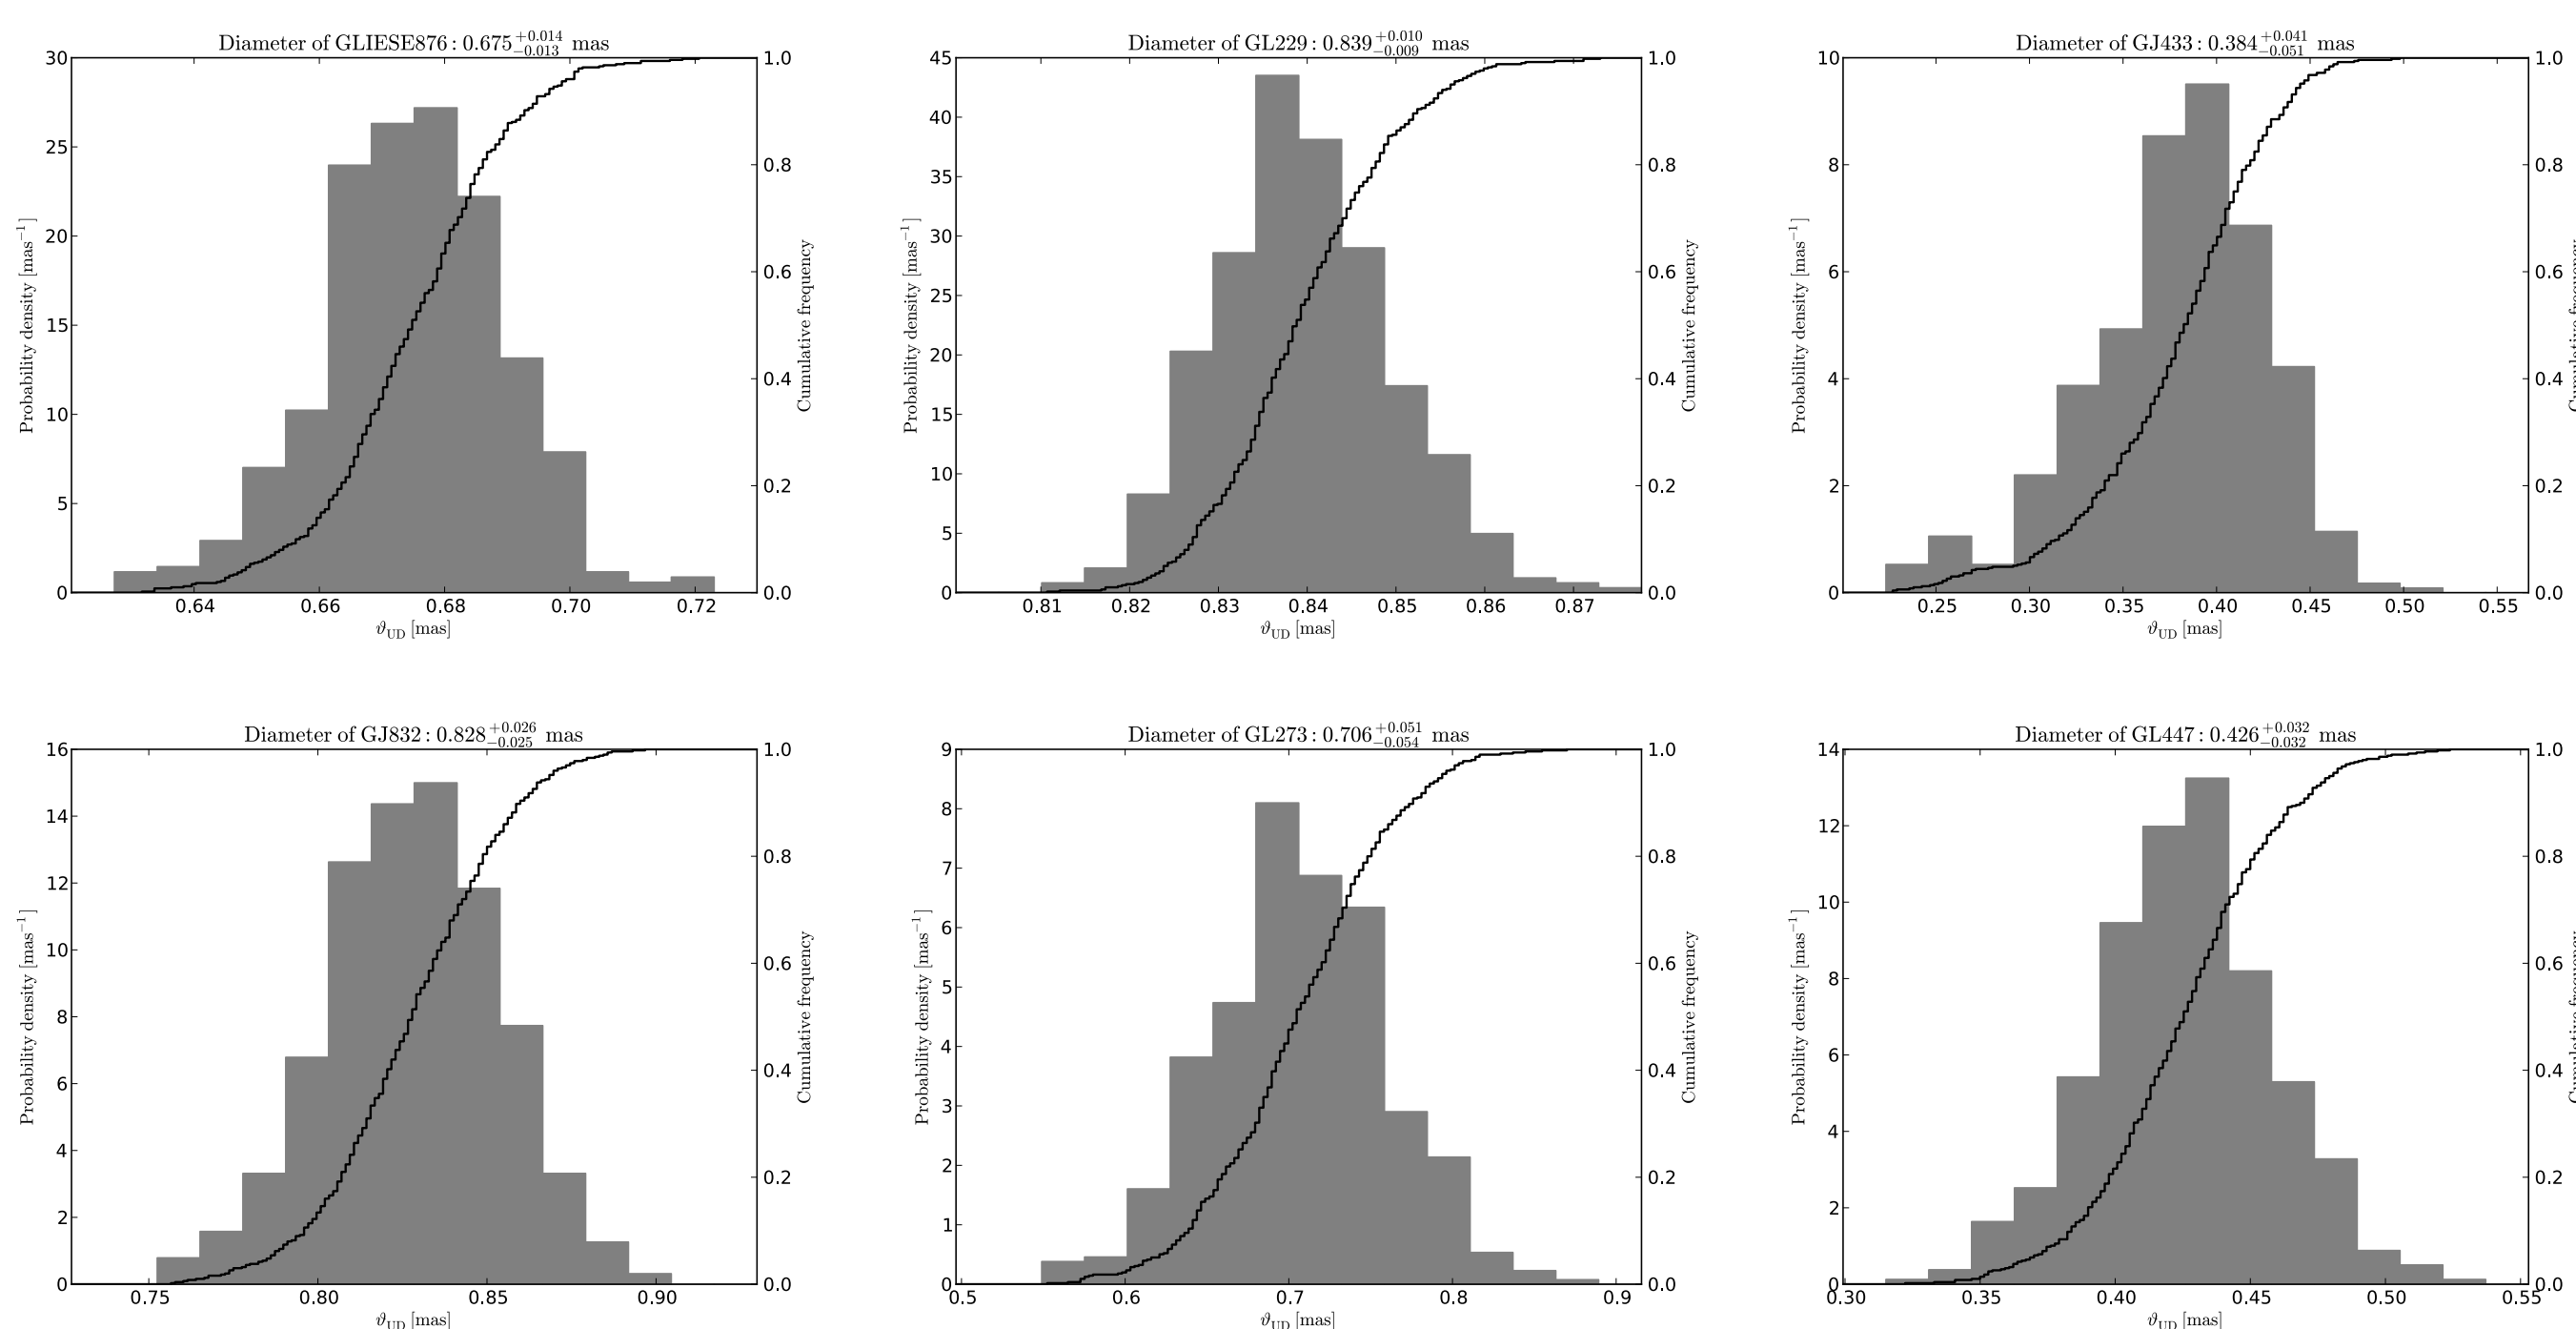 Diameter of GLIESE876 : 0.675 +0.014 −0.013 mas
30
25
20
15
10
5
0
Probability density [mas−1]
1.0
0.8
0.6
0.4
0.2
0.0
Cumulative frequency
0.64 0.66 0.68 0.70 0.72
ϑUD [mas]
Diameter of GL229 : 0.839 +0.010 −0.009 mas
45
40
35
30
25
20
15
10
5
0
Probability density [mas−1]
1.0
0.8
0.6
0.4
0.2
0.0
Cumulative frequency
0.81 0.82 0.83 0.84 0.85 0.86 0.87
ϑUD [mas]
Diameter of GJ433 : 0.384 +0.041 −0.051 mas
10
8
6
4
2
0
Probability density [mas−1]
1.0
0.8
0.6
0.4
0.2
0.0
Cumulative frequency
0.25 0.30 0.35 0.40 0.45 0.50 0.55
ϑUD [mas]
Diameter of GJ832 : 0.828 +0.026 −0.025 mas
16
14
12
10
8
6
4
2
0
Probability density [mas−1]
1.0
0.8
0.6
0.4
0.2
0.0
Cumulative frequency
0.75 0.80 0.85 0.90
ϑUD [mas]
Diameter of GL273 : 0.706 +0.051 −0.054 mas
9
8
7
6
5
4
3
2
1
0
Probability density [mas−1]
1.0
0.8
0.6
0.4
0.2
0.0
Cumulative frequency
0.5 0.6 0.7 0.8 0.9
ϑUD [mas]
Diameter of GL447 : 0.426 +0.032 −0.032 mas
14
12
10
8
6
4
2
0
Probability density [mas−1]
1.0
0.8
0.6
0.4
0.2
0.0
Cumulative frequency
0.30 0.35 0.40 0.45 0.50 0.55
ϑUD [mas]